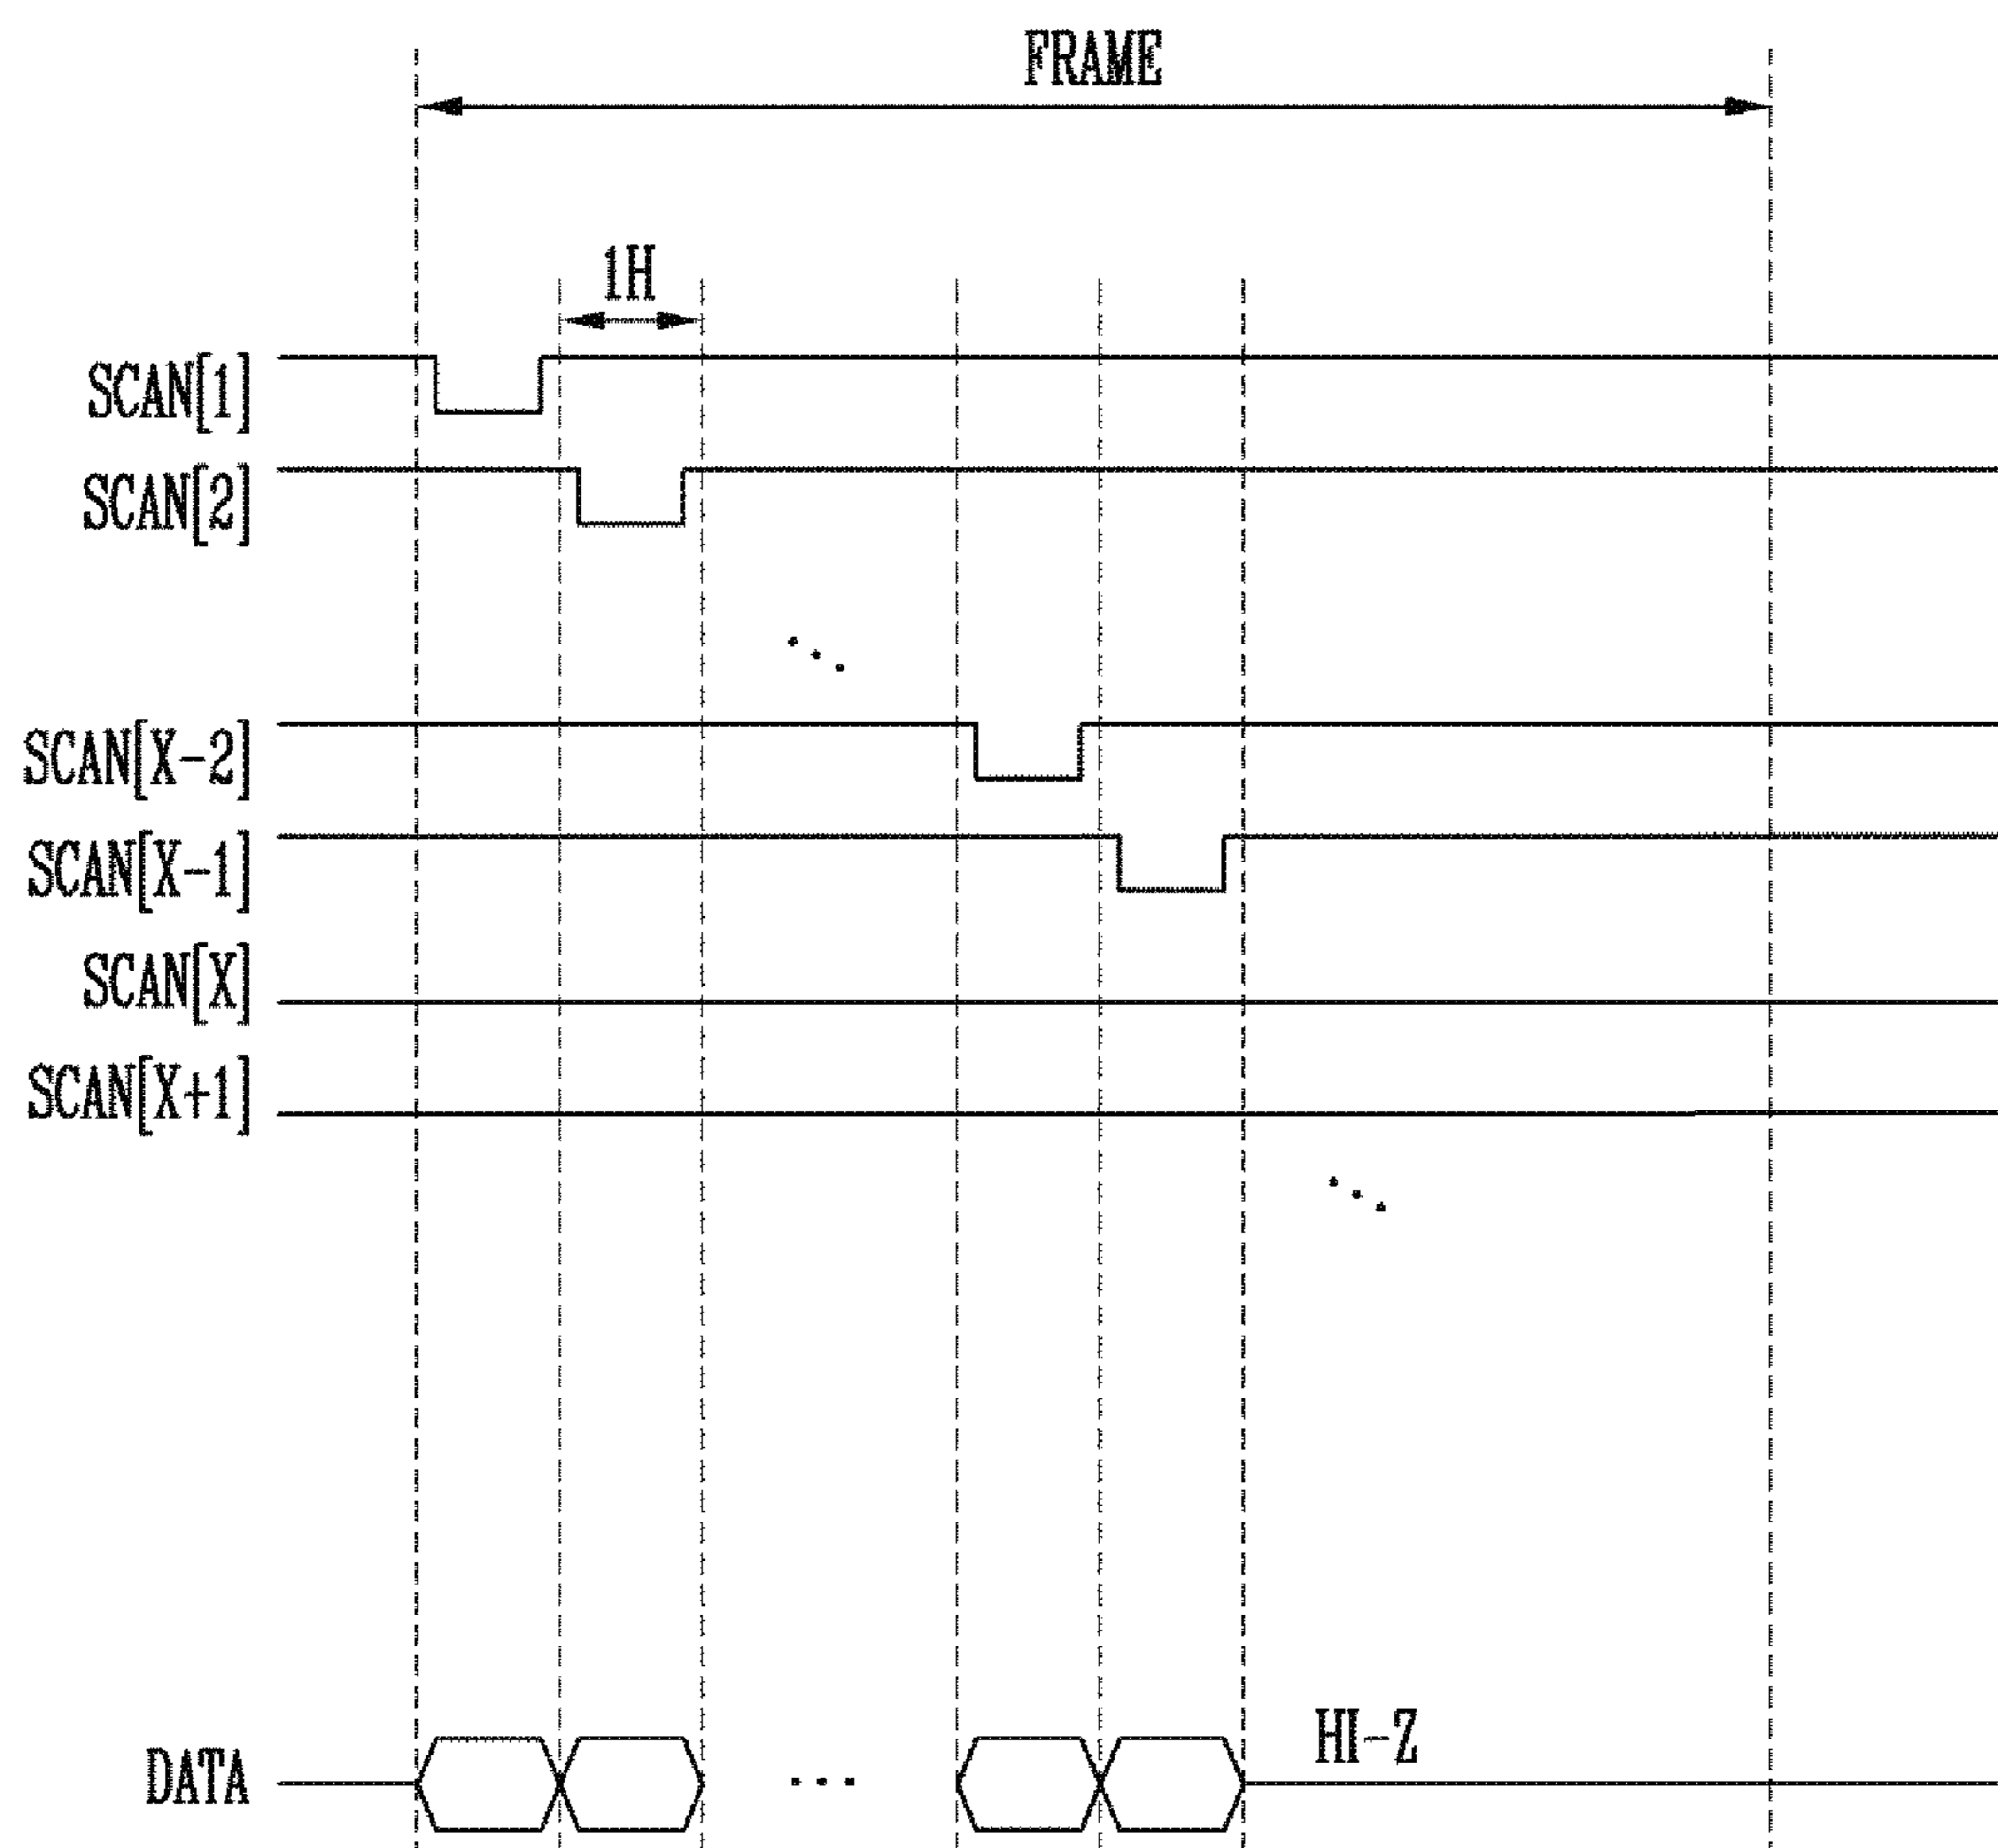 FRAME
1H
SCAN[1]
SCAN[2]
SCAN[X-2]
SCAN[X-1]
SCAN[X]
SCAN[X+1]
HI-Z
DATA